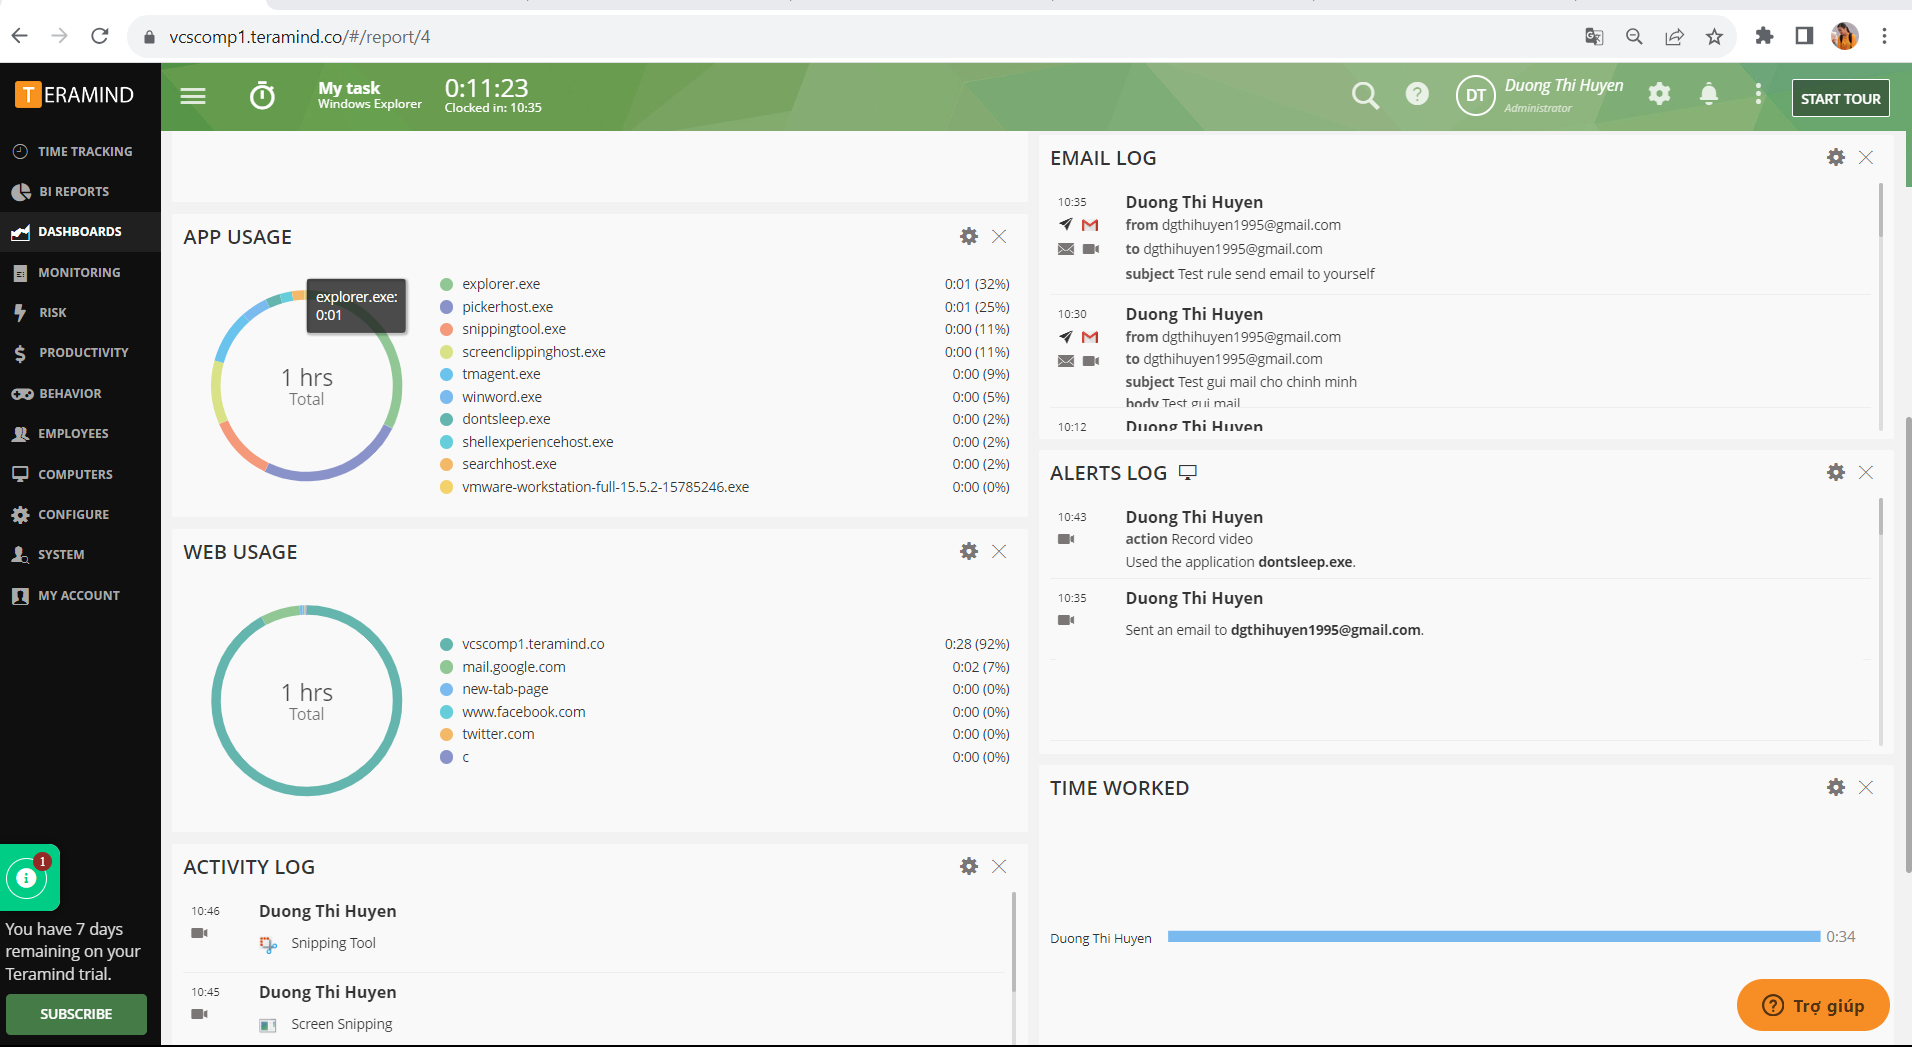 vcscomp1.teramind.co/#/report/4
TERAMIND
My task
Windows Explorer
0:11:23
Clocked in: 10:35
DT
Duong Thi Huyen
Administrator
START TOUR
TIME TRACKING
BI REPORTS
DASHBOARDS
MONITORING
RISK
PRODUCTIVITY
BEHAVIOR
EMPLOYEES
COMPUTERS
CONFIGURE
SYSTEM
MY ACCOUNT
1
You have 7 days
remaining on your
Teramind trial.
SUBSCRIBE
APP USAGE
explorer.exe:
0:01
1 hrs
Total
explorer.exe 0:01 (32%)
pickerhost.exe 0:01 (25%)
snippingtool.exe 0:00 (11%)
screenclippinghost.exe 0:00 (11%)
tmagent.exe 0:00 (9%)
winword.exe 0:00 (5%)
dontsleep.exe 0:00 (2%)
shellexperiencehost.exe 0:00 (2%)
searchhost.exe 0:00 (2%)
vmware-workstation-full-15.5.2-15785246.exe 0:00 (0%)
WEB USAGE
1 hrs
Total
vcscomp1.teramind.co 0:28 (92%)
mail.google.com 0:02 (7%)
new-tab-page 0:00 (0%)
www.facebook.com 0:00 (0%)
twitter.com 0:00 (0%)
c 0:00 (0%)
ACTIVITY LOG
10:46 Duong Thi Huyen
Snipping Tool
10:45 Duong Thi Huyen
Screen Snipping
EMAIL LOG
10:35 Duong Thi Huyen
from dgthihuyen1995@gmail.com
to dgthihuyen1995@gmail.com
subject Test rule send email to yourself
10:30 Duong Thi Huyen
from dgthihuyen1995@gmail.com
to dgthihuyen1995@gmail.com
subject Test gui mail cho chinh minh
body Test gui mail
10:12 Duong Thi Huyen
ALERTS LOG
10:43 Duong Thi Huyen
action Record video
Used the application dontsleep.exe.
10:35 Duong Thi Huyen
Sent an email to dgthihuyen1995@gmail.com.
TIME WORKED
Duong Thi Huyen 0:34
Trợ giúp